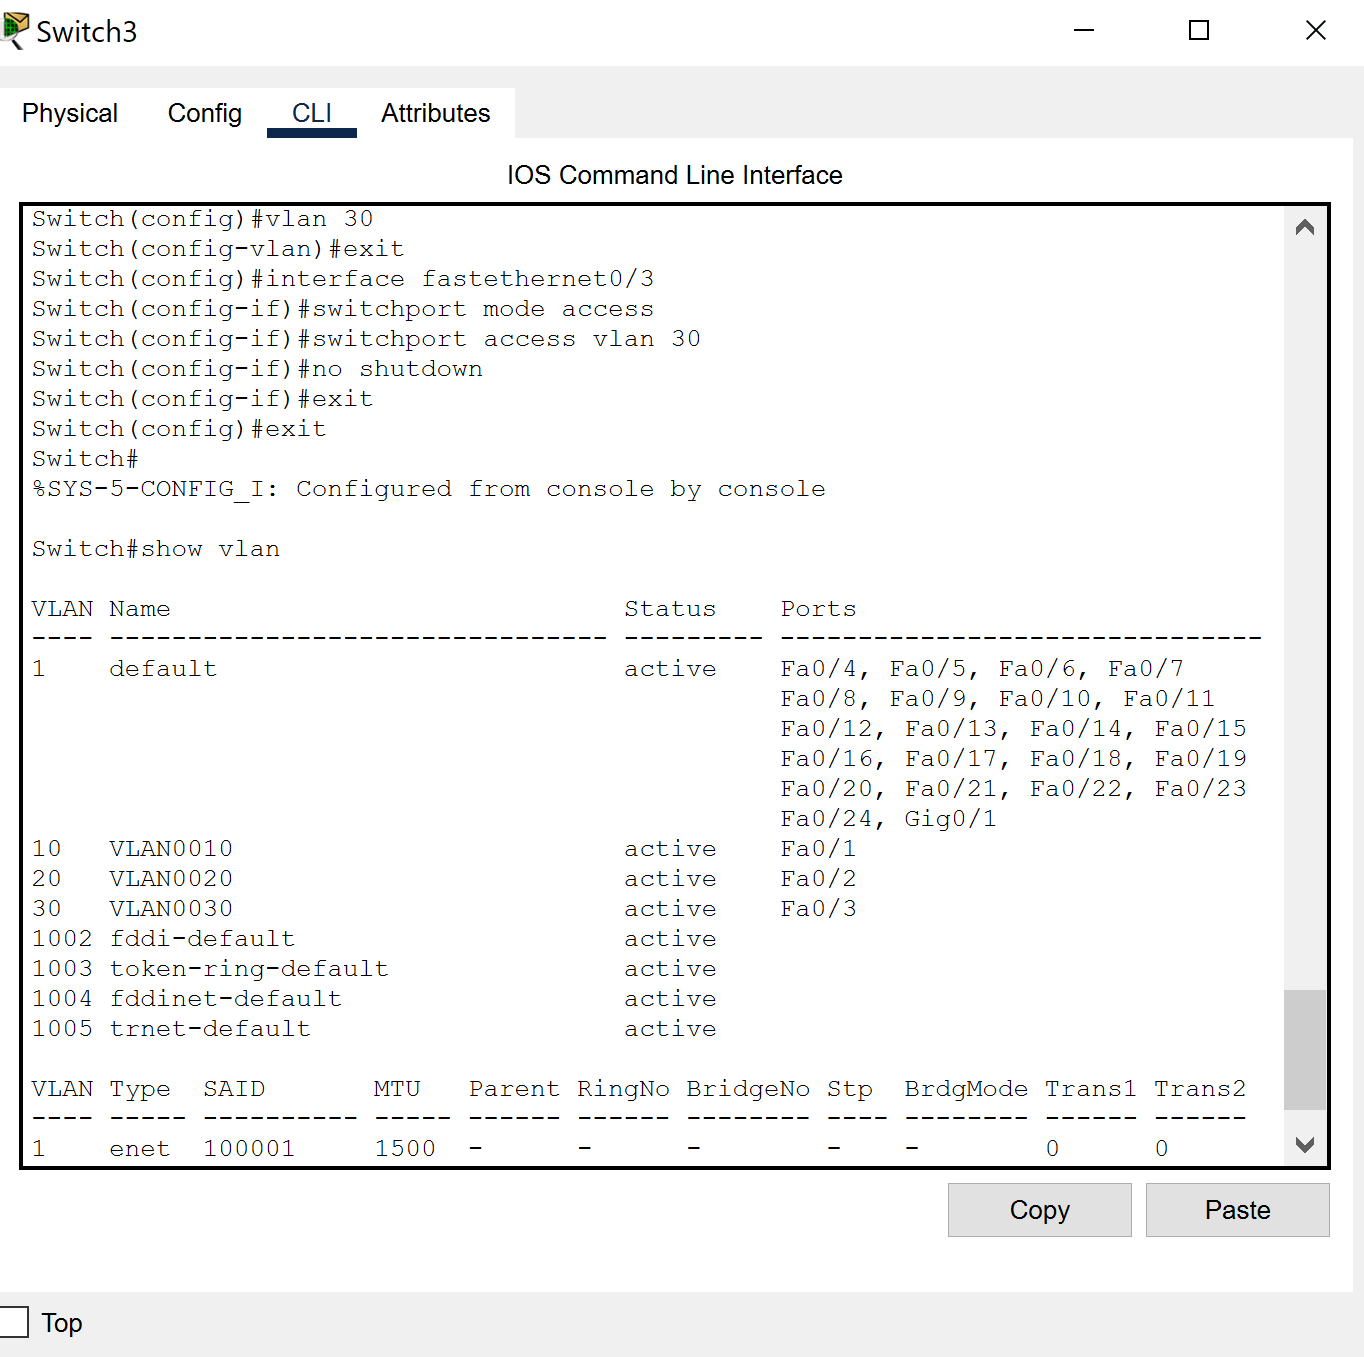 Switch3
Physical Config CLI Attributes
IOS Command Line Interface
Switch(config)#vlan 30
Switch(config-vlan)#exit
Switch(config)#interface fastethernet0/3
Switch(config-if)#switchport mode access
Switch(config-if)#switchport access vlan 30
Switch(config-if)#no shutdown
Switch(config-if)#exit
Switch(config)#exit
Switch#
%SYS-5-CONFIG_I: Configured from console by console
Switch#show vlan
VLAN Name                             Status    Ports
---- -------------------------------- --------- -------------------------------
1    default                          active    Fa0/4, Fa0/5, Fa0/6, Fa0/7
                                                Fa0/8, Fa0/9, Fa0/10, Fa0/11
                                                Fa0/12, Fa0/13, Fa0/14, Fa0/15
                                                Fa0/16, Fa0/17, Fa0/18, Fa0/19
                                                Fa0/20, Fa0/21, Fa0/22, Fa0/23
                                                Fa0/24, Gig0/1
10   VLAN0010                         active    Fa0/1
20   VLAN0020                         active    Fa0/2
30   VLAN0030                         active    Fa0/3
1002 fddi-default                     active
1003 token-ring-default               active
1004 fddinet-default                  active
1005 trnet-default                    active
VLAN Type  SAID       MTU   Parent RingNo BridgeNo Stp  BrdgMode Trans1 Trans2
---- ----- ---------- ----- ------ ------ -------- ---- -------- ------ ------
1    enet  100001     1500  -      -      -        -    -        0      0
Copy Paste
Top